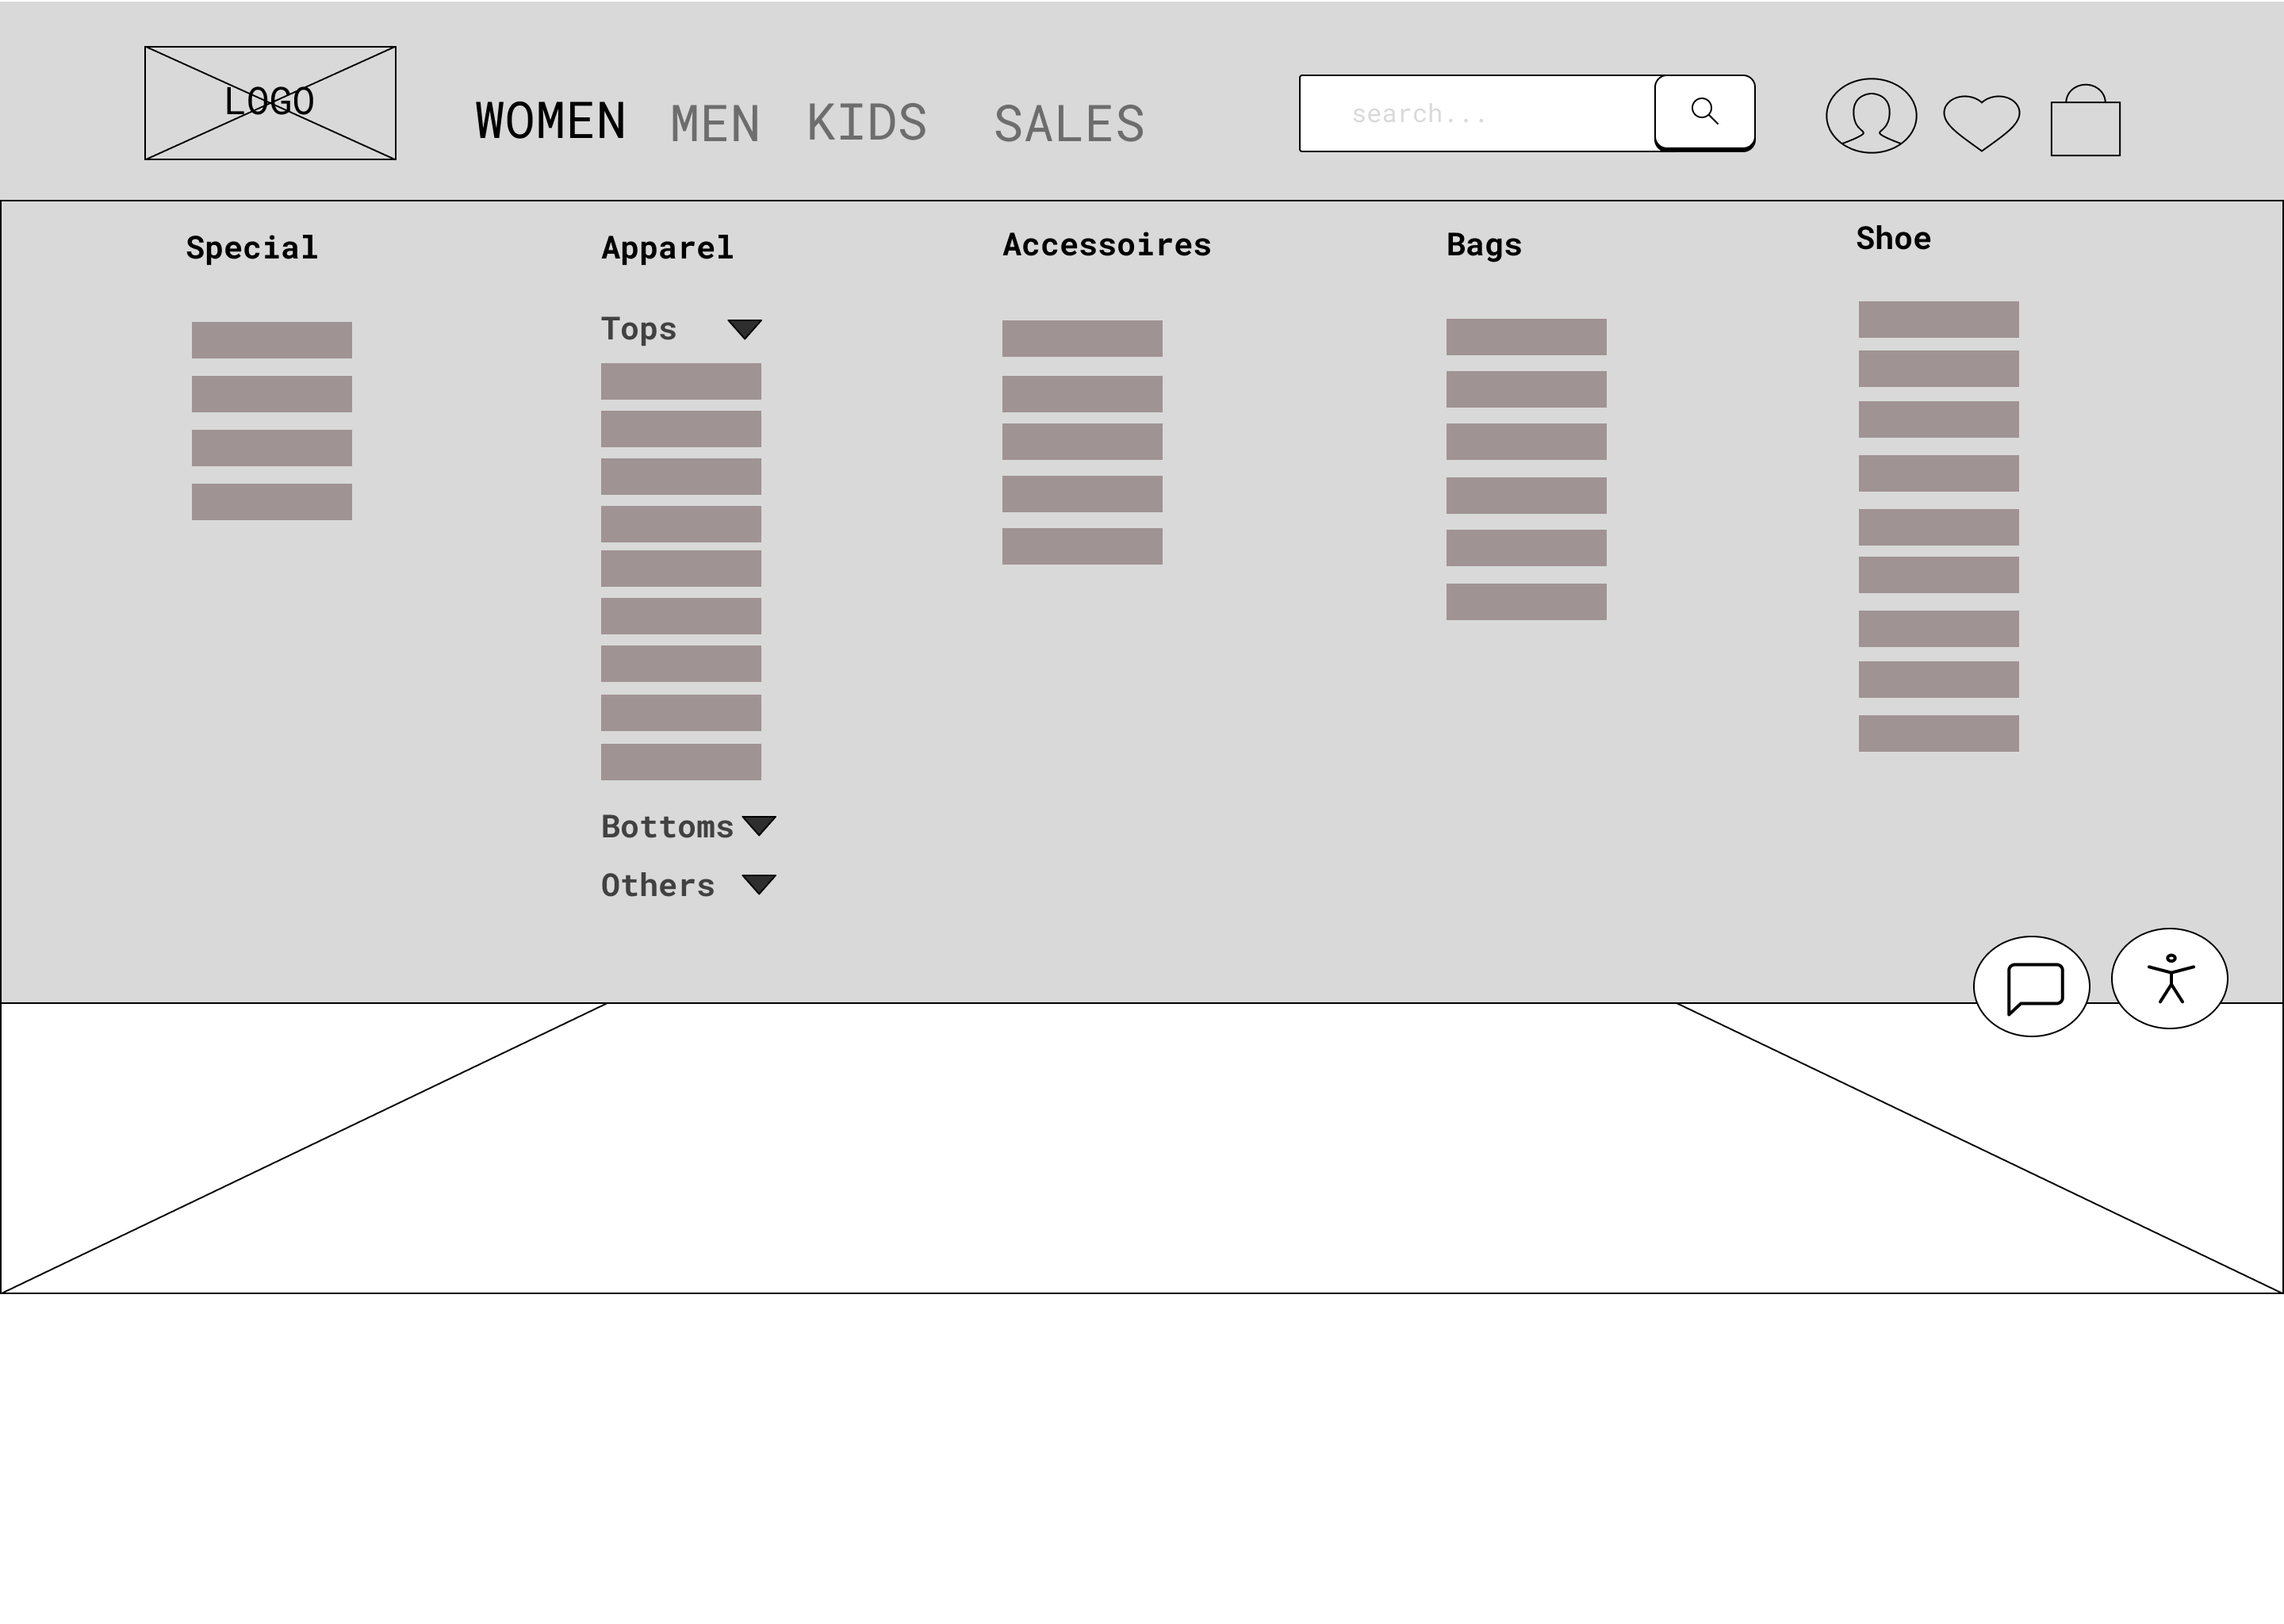 LOGO
WOMEN MEN KIDS SALES
search...
Special Apparel Accessoires Bags Shoe
Tops
Bottoms
Others